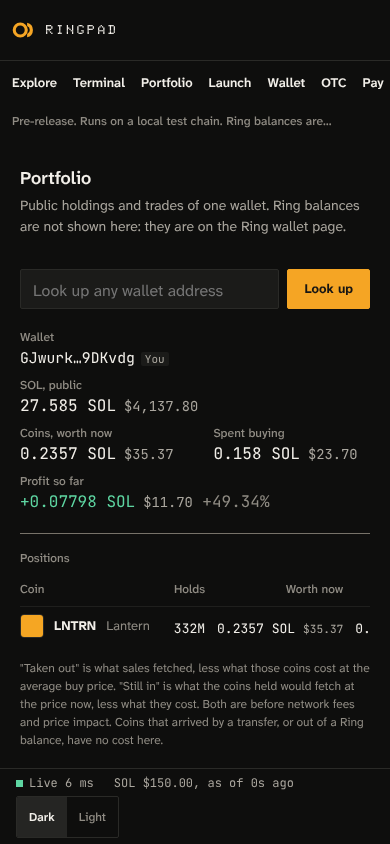 RINGPAD
Explore Terminal Portfolio Launch Wallet OTC Pay
Pre-release. Runs on a local test chain. Ring balances are…
Portfolio
Public holdings and trades of one wallet. Ring balances
are not shown here: they are on the Ring wallet page.
Look up any wallet address Look up
Wallet
GJwurk…9DKvdg You
SOL, public
27.585 SOL $4,137.80
Coins, worth now Spent buying
0.2357 SOL $35.37 0.158 SOL $23.70
Profit so far
+0.07798 SOL $11.70 +49.34%
Positions
Coin Holds Worth now
LNTRN Lantern 332M 0.2357 SOL $35.37 0.
"Taken out" is what sales fetched, less what those coins cost at the
average buy price. "Still in" is what the coins held would fetch at
the price now, less what they cost. Both are before network fees
and price impact. Coins that arrived by a transfer, or out of a Ring
balance, have no cost here.
Live 6 ms SOL $150.00, as of 0s ago
Dark Light